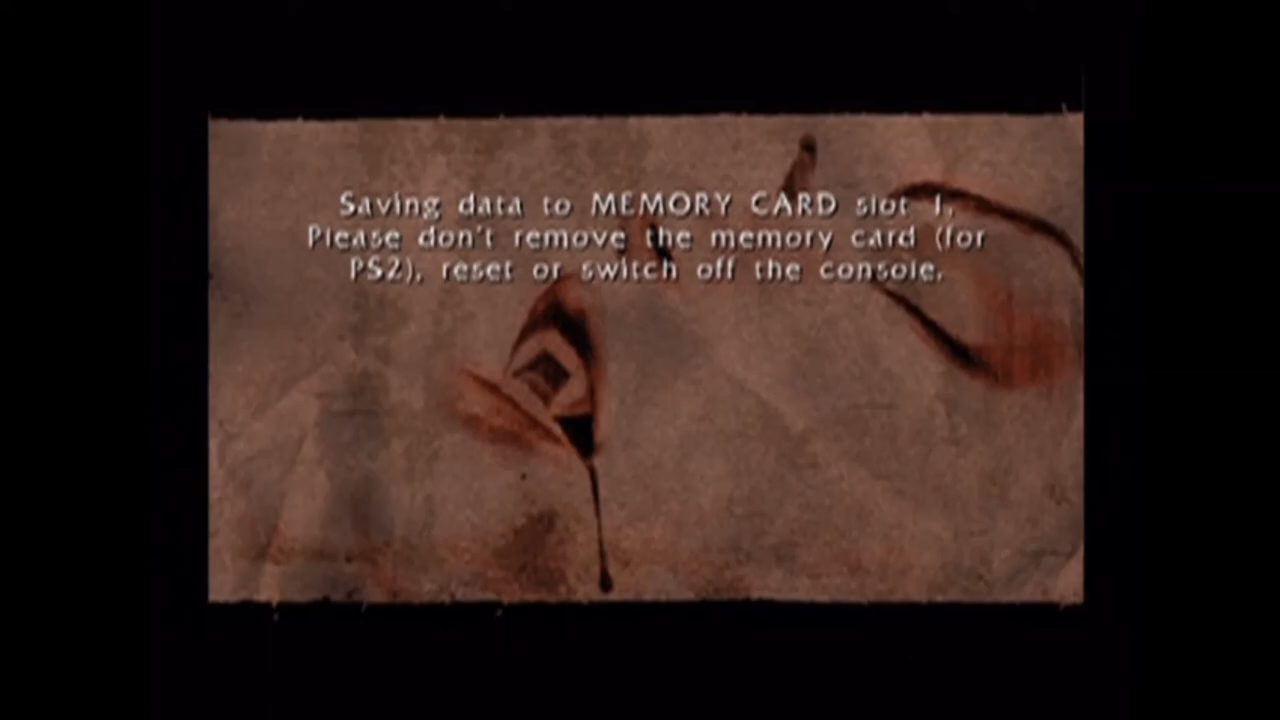 Saving data to MEMORY CARD slot 1.
Please don't remove the memory card (for
PS2), reset or switch off the console.